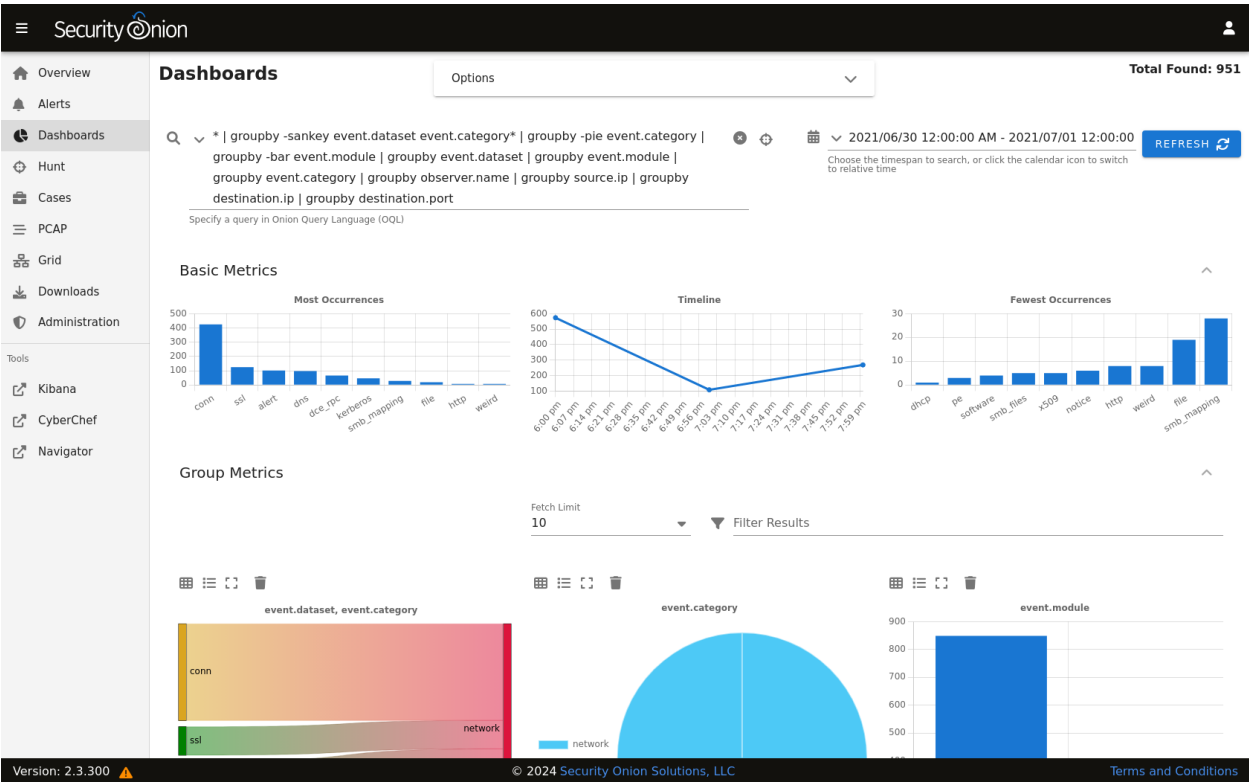 Security Onion
Overview
Alerts
Dashboards
Hunt
Cases
PCAP
Grid
Downloads
Administration
Tools
Kibana
CyberChef
Navigator
Dashboards
Options
Total Found: 951
* | groupby -sankey event.dataset event.category* | groupby -pie event.category |
groupby -bar event.module | groupby event.dataset | groupby event.module |
groupby event.category | groupby observer.name | groupby source.ip | groupby
destination.ip | groupby destination.port
Specify a query in Onion Query Language (OQL)
2021/06/30 12:00:00 AM - 2021/07/01 12:00:00
Choose the timespan to search, or click the calendar icon to switch
to relative time
REFRESH
Basic Metrics
Most Occurrences
500
400
300
200
100
0
conn
ssl
alert
dns
dce_rpc
kerberos
smb_mapping
file
http
weird
Timeline
600
500
400
300
200
100
6:00 pm
6:07 pm
6:14 pm
6:21 pm
6:28 pm
6:35 pm
6:42 pm
6:49 pm
6:56 pm
7:03 pm
7:10 pm
7:17 pm
7:24 pm
7:31 pm
7:38 pm
7:45 pm
7:52 pm
7:59 pm
Fewest Occurrences
30
20
10
0
dhcp
pe
software
smb_files
x509
notice
http
weird
file
smb_mapping
Group Metrics
Fetch Limit
10
Filter Results
event.dataset, event.category
conn
ssl
network
event.category
network
event.module
900
800
700
600
500
400
Version: 2.3.300
© 2024 Security Onion Solutions, LLC
Terms and Conditions